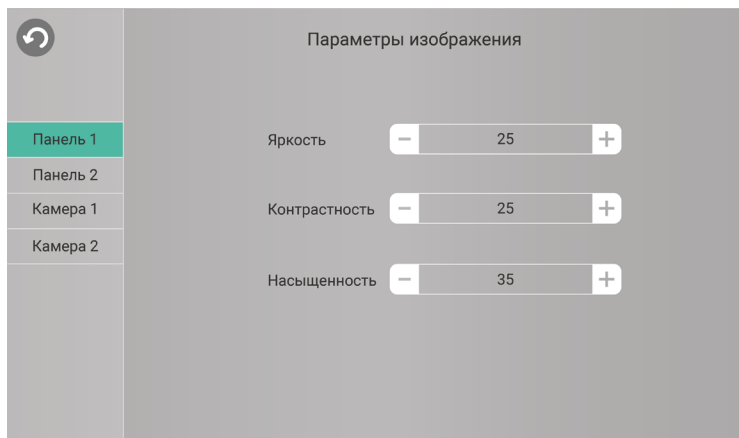 Параметры изображения
Панель 1
Панель 2
Камера 1
Камера 2
Яркость − 25 +
Контрастность − 25 +
Насыщенность − 35 +